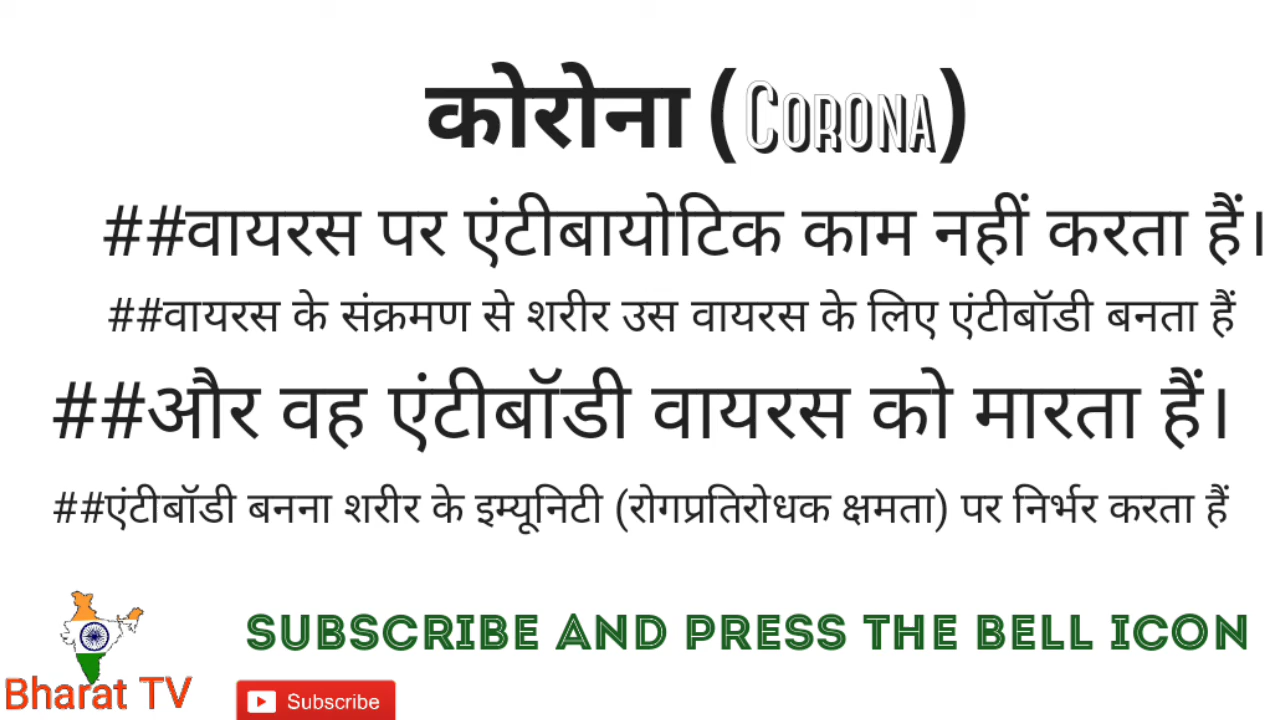 कोरोना (CORONA)
##वायरस पर एंटीबायोटिक काम नहीं करता हैं।
##वायरस के संक्रमण से शरीर उस वायरस के लिए एंटीबॉडी बनता हैं
##और वह एंटीबॉडी वायरस को मारता हैं।
##एंटीबॉडी बनना शरीर के इम्यूनिटी (रोगप्रतिरोधक क्षमता) पर निर्भर करता हैं
SUBSCRIBE AND PRESS THE BELL ICON
Bharat TV
Subscribe